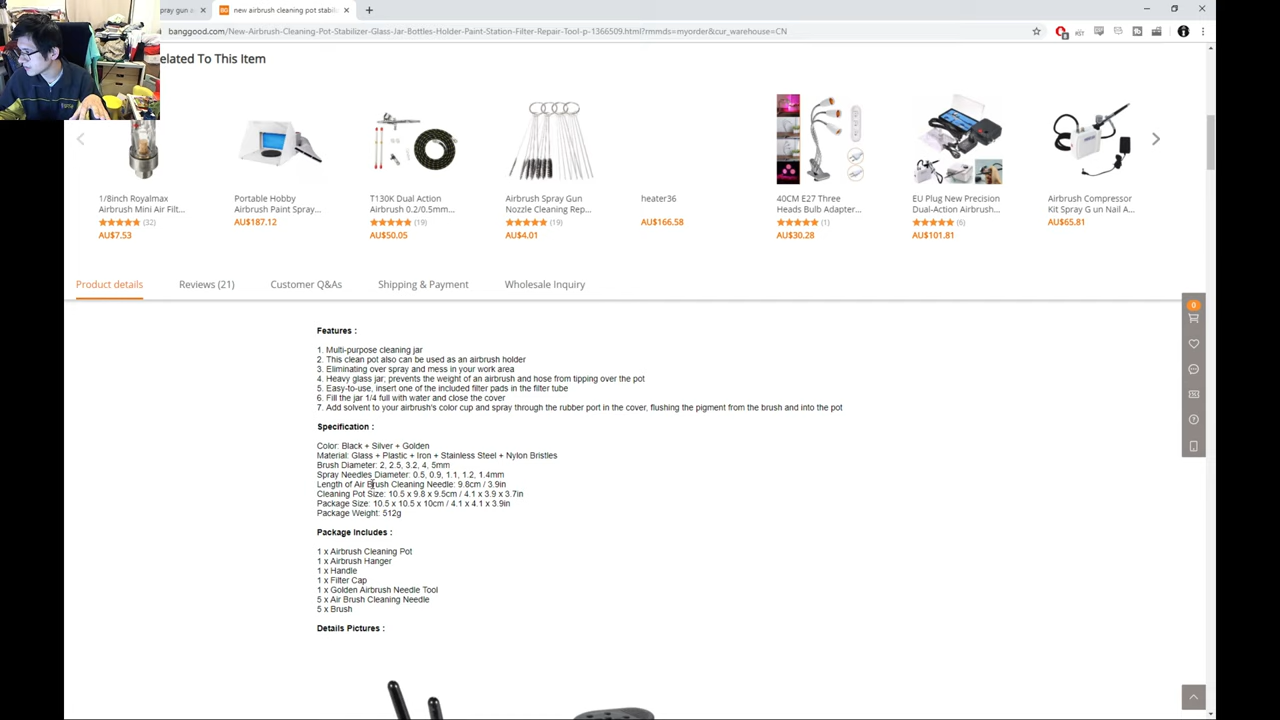 pray gun a
new airbrush cleaning pot stabili
banggood.com/New-Airbrush-Cleaning-Pot-Stabilizer-Glass-Jar-Bottles-Holder-Paint-Station-Filter-Repair-Tool-p-1366509.html?rmmds=myorder&cur_warehouse=CN
elated To This Item
1/8inch Royalmax
Airbrush Mini Air Filt...
(32)
AU$7.53
Portable Hobby
Airbrush Paint Spray...
AU$187.12
T130K Dual Action
Airbrush 0.2/0.5mm...
(19)
AU$50.05
Airbrush Spray Gun
Nozzle Cleaning Rep...
(19)
AU$4.01
heater36
AU$166.58
40CM E27 Three
Heads Bulb Adapter...
(1)
AU$30.28
EU Plug New Precision
Dual-Action Airbrush...
(6)
AU$101.81
Airbrush Compressor
Kit Spray G un Nail A...
AU$65.81
Product details
Reviews (21)
Customer Q&As
Shipping & Payment
Wholesale Inquiry
0
Features :
1. Multi-purpose cleaning jar
2. This clean pot also can be used as an airbrush holder
3. Eliminating over spray and mess in your work area
4. Heavy glass jar; prevents the weight of an airbrush and hose from tipping over the pot
5. Easy-to-use, insert one of the included filter pads in the filter tube
6. Fill the jar 1/4 full with water and close the cover
7. Add solvent to your airbrush's color cup and spray through the rubber port in the cover, flushing the pigment from the brush and into the pot
Specification :
Color: Black + Silver + Golden
Material: Glass + Plastic + Iron + Stainless Steel + Nylon Bristles
Brush Diameter: 2, 2.5, 3.2, 4, 5mm
Spray Needles Diameter: 0.5, 0.9, 1.1, 1.2, 1.4mm
Length of Air Brush Cleaning Needle: 9.8cm / 3.9in
Cleaning Pot Size: 10.5 x 9.8 x 9.5cm / 4.1 x 3.9 x 3.7in
Package Size: 10.5 x 10.5 x 10cm / 4.1 x 4.1 x 3.9in
Package Weight: 512g
Package Includes :
1 x Airbrush Cleaning Pot
1 x Airbrush Hanger
1 x Handle
1 x Filter Cap
1 x Golden Airbrush Needle Tool
5 x Air Brush Cleaning Needle
5 x Brush
Details Pictures :